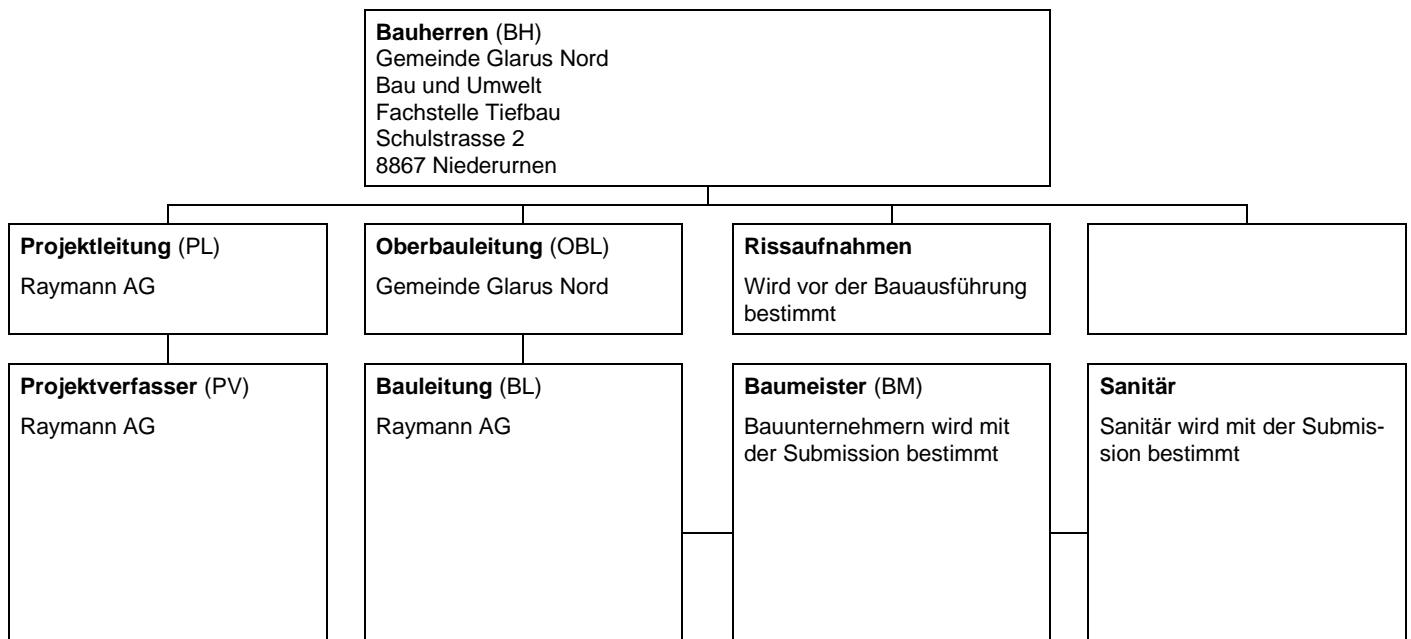 Bauherren (BH)
Gemeinde Glarus Nord
Bau und Umwelt
Fachstelle Tiefbau
Schulstrasse 2
8867 Niederurnen
Projektleitung (PL)
Raymann AG
Oberbauleitung (OBL)
Gemeinde Glarus Nord
Rissaufnahmen
Wird vor der Bauausführung
bestimmt
Projektverfasser (PV)
Raymann AG
Bauleitung (BL)
Raymann AG
Baumeister (BM)
Bauunternehmern wird mit
der Submission bestimmt
Sanitär
Sanitär wird mit der Submis-
sion bestimmt